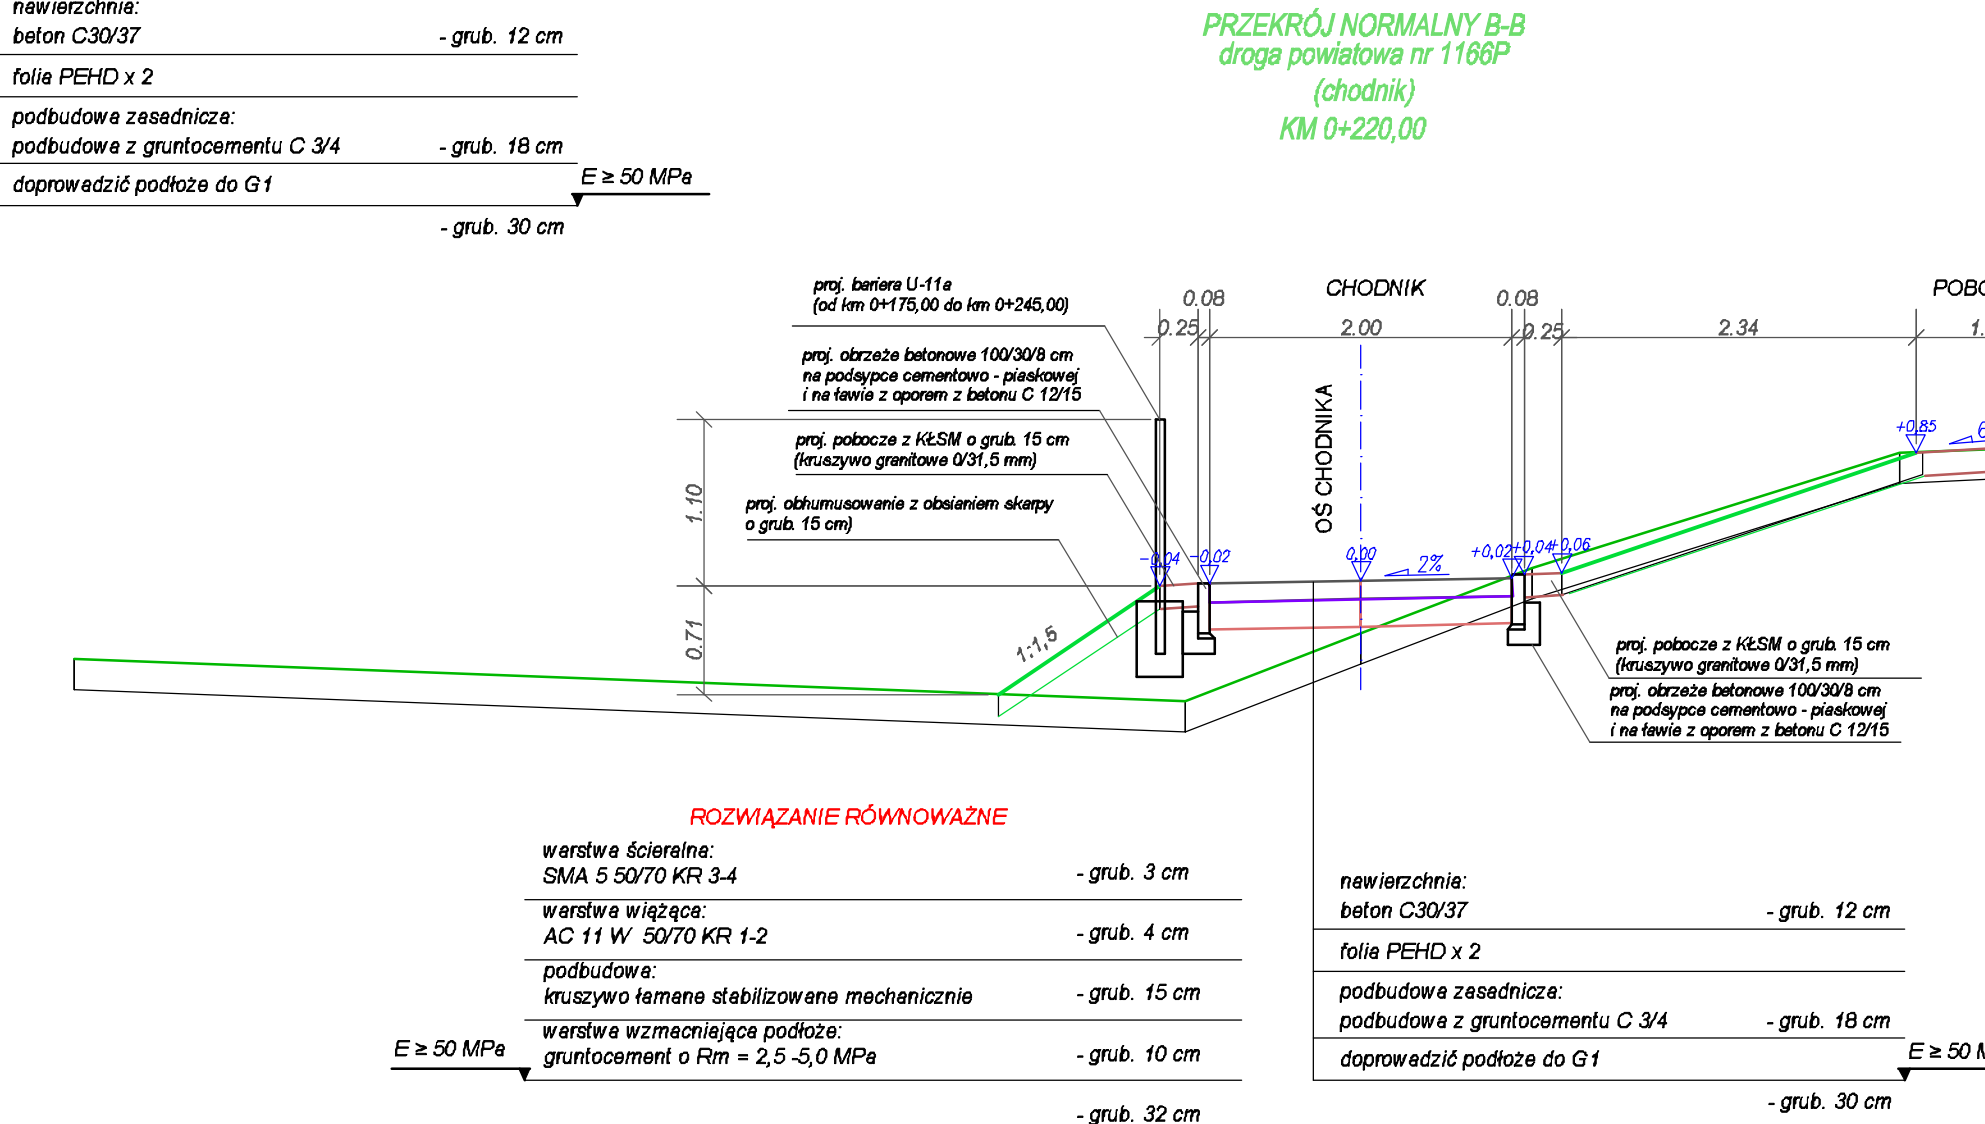 nawierzchnia:
beton C30/37 - grub. 12 cm
folia PEHD x 2
podbudowa zasadnicza:
podbudowa z gruntocementu C 3/4 - grub. 18 cm
doprowadzić podłoże do G1
E ≥ 50 MPa
- grub. 30 cm
PRZEKRÓJ NORMALNY B-B
droga powiatowa nr 1166P
(chodnik)
KM 0+220,00
proj. bariera U-11a
(od km 0+175,00 do km 0+245,00)
proj. obrzeże betonowe 100/30/8 cm
na podsypce cementowo - piaskowej
i na ławie z oporem z betonu C 12/15
proj. pobocze z KŁSM o grub. 15 cm
(kruszywo granitowe 0/31,5 mm)
proj. obhumusowanie z obsianiem skarpy
o grub. 15 cm)
CHODNIK
0.08
0.08
0.25
2.00
0.25
2.34
1.10
0.71
1:1,5
OŚ CHODNIKA
-0,04
-0,02
0,00
2%
+0,02
+0,04
+0,06
+0,85
proj. pobocze z KŁSM o grub. 15 cm
(kruszywo granitowe 0/31,5 mm)
proj. obrzeże betonowe 100/30/8 cm
na podsypce cementowo - piaskowej
i na ławie z oporem z betonu C 12/15
ROZWIĄZANIE RÓWNOWAŻNE
warstwa ścieralna:
SMA 5 50/70 KR 3-4 - grub. 3 cm
warstwa wiążąca:
AC 11 W 50/70 KR 1-2 - grub. 4 cm
podbudowa:
kruszywo łamane stabilizowane mechanicznie - grub. 15 cm
warstwa wzmacniająca podłoże:
gruntocement o Rm = 2,5 -5,0 MPa - grub. 10 cm
E ≥ 50 MPa
- grub. 32 cm
nawierzchnia:
beton C30/37 - grub. 12 cm
folia PEHD x 2
podbudowa zasadnicza:
podbudowa z gruntocementu C 3/4 - grub. 18 cm
doprowadzić podłoże do G1
E ≥ 50
- grub. 30 cm